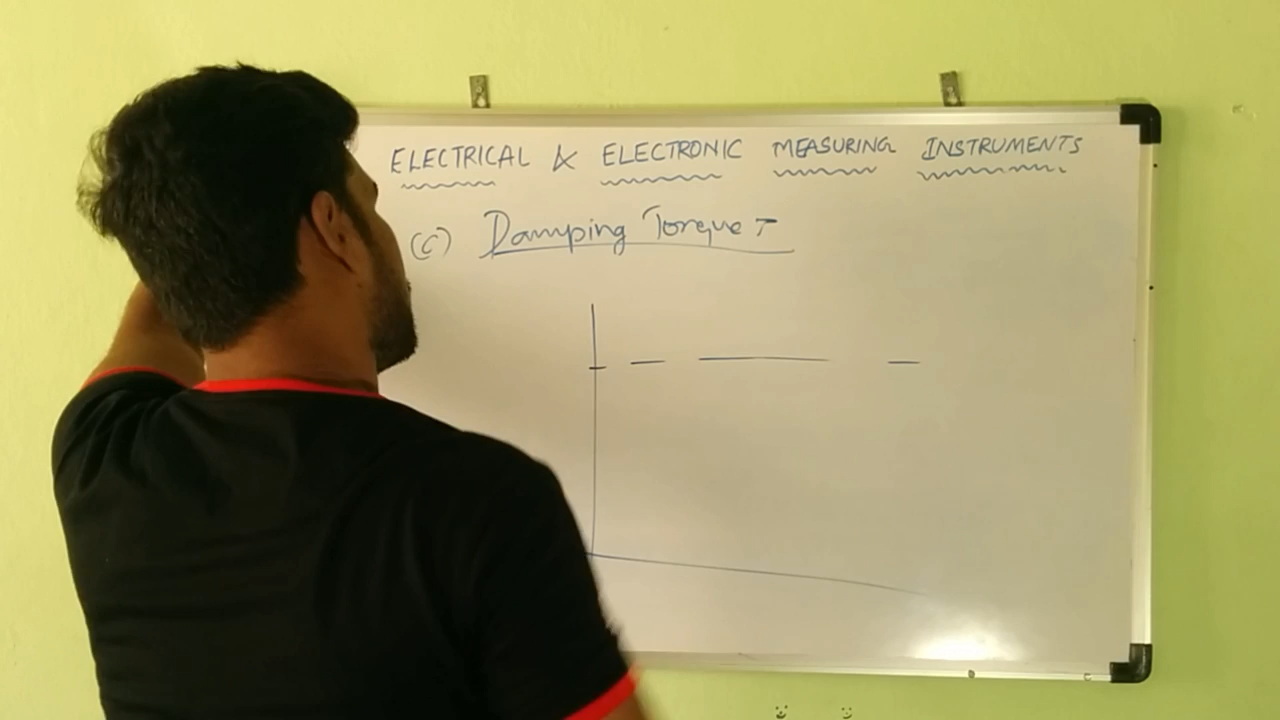 ELECTRICAL & ELECTRONIC MEASURING INSTRUMENTS
(C) Damping Torque :-